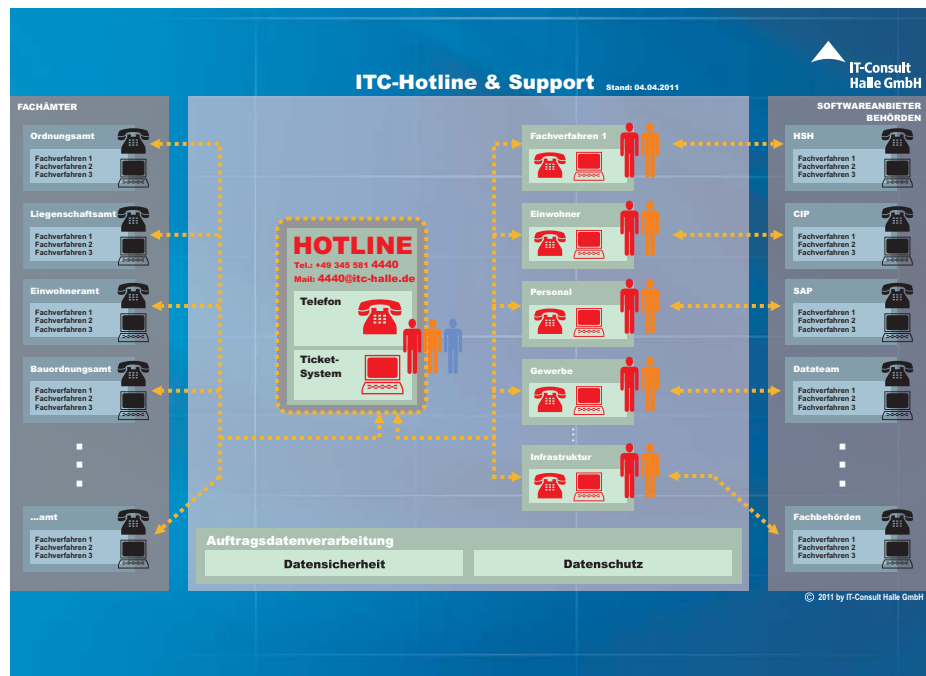 IT-Consult
Halle GmbH
ITC-Hotline & Support Stand: 04.04.2011
FACHÄMTER
Ordnungsamt
Fachverfahren 1
Fachverfahren 2
Fachverfahren 3
Liegenschaftsamt
Fachverfahren 1
Fachverfahren 2
Fachverfahren 3
Einwohneramt
Fachverfahren 1
Fachverfahren 2
Fachverfahren 3
Bauordnungsamt
Fachverfahren 1
Fachverfahren 2
Fachverfahren 3
...amt
Fachverfahren 1
Fachverfahren 2
Fachverfahren 3
HOTLINE
Tel.: +49 345 581 4440
Mail: 4440@itc-halle.de
Telefon
Ticket-
System
Fachverfahren 1
Einwohner
Personal
Gewerbe
Infrastruktur
Auftragsdatenverarbeitung
Datensicherheit
Datenschutz
SOFTWAREANBIETER
BEHÖRDEN
HSH
Fachverfahren 1
Fachverfahren 2
Fachverfahren 3
CIP
Fachverfahren 1
Fachverfahren 2
Fachverfahren 3
SAP
Fachverfahren 1
Fachverfahren 2
Fachverfahren 3
Datateam
Fachverfahren 1
Fachverfahren 2
Fachverfahren 3
Fachbehörden
Fachverfahren 1
Fachverfahren 2
Fachverfahren 3
© 2011 by IT-Consult Halle GmbH